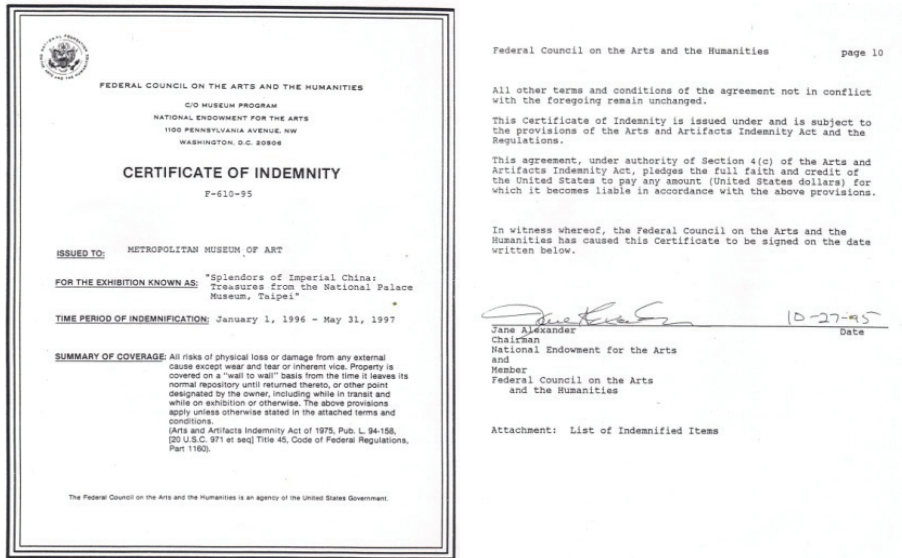 FEDERAL COUNCIL ON THE ARTS AND THE HUMANITIES
C/O MUSEUM PROGRAM
NATIONAL ENDOWMENT FOR THE ARTS
1100 PENNSYLVANIA AVENUE, NW
WASHINGTON, D.C. 20506
CERTIFICATE OF INDEMNITY
F-610-95
ISSUED TO: METROPOLITAN MUSEUM OF ART
FOR THE EXHIBITION KNOWN AS: "Splendors of Imperial China:
Treasures from the National Palace
Museum, Taipei"
TIME PERIOD OF INDEMNIFICATION: January 1, 1996 - May 31, 1997
SUMMARY OF COVERAGE: All risks of physical loss or damage from any external
cause except wear and tear or inherent vice. Property is
covered on a "wall to wall" basis from the time it leaves its
normal repository until returned thereto, or other point
designated by the owner, including while in transit and
while on exhibition or otherwise. The above provisions
apply unless otherwise stated in the attached terms and
conditions.
(Arts and Artifacts Indemnity Act of 1975, Pub. L. 94-158,
[20 U.S.C. 971 et seq] Title 45, Code of Federal Regulations,
Part 1160).
The Federal Council on the Arts and the Humanities is an agency of the United States Government.
Federal Council on the Arts and the Humanities page 10
All other terms and conditions of the agreement not in conflict
with the foregoing remain unchanged.
This Certificate of Indemnity is issued under and is subject to
the provisions of the Arts and Artifacts Indemnity Act and the
Regulations.
This agreement, under authority of Section 4(c) of the Arts and
Artifacts Indemnity Act, pledges the full faith and credit of
the United States to pay any amount (United States dollars) for
which it becomes liable in accordance with the above provisions.
In witness whereof, the Federal Council on the Arts and the
Humanities has caused this Certificate to be signed on the date
written below.
Jane Alexander 10-27-95
Jane Alexander Date
Chairman
National Endowment for the Arts
and
Member
Federal Council on the Arts
and the Humanities
Attachment: List of Indemnified Items